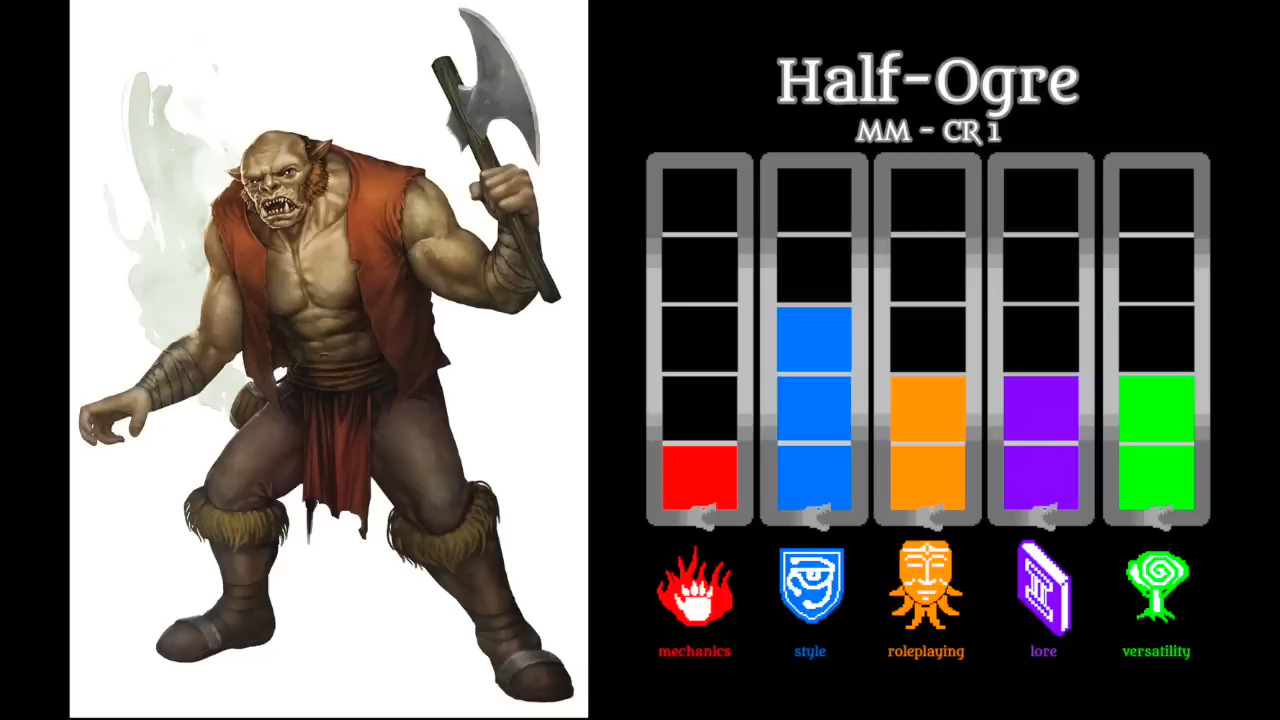 Half-Ogre
MM - CR 1
mechanics
style
roleplaying
lore
versatility